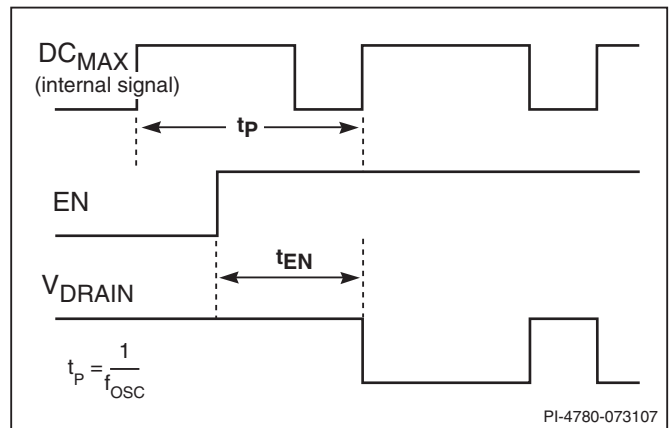 DCMAX
(internal signal)
tP
EN
tEN
VDRAIN
tP = 1/fOSC
PI-4780-073107